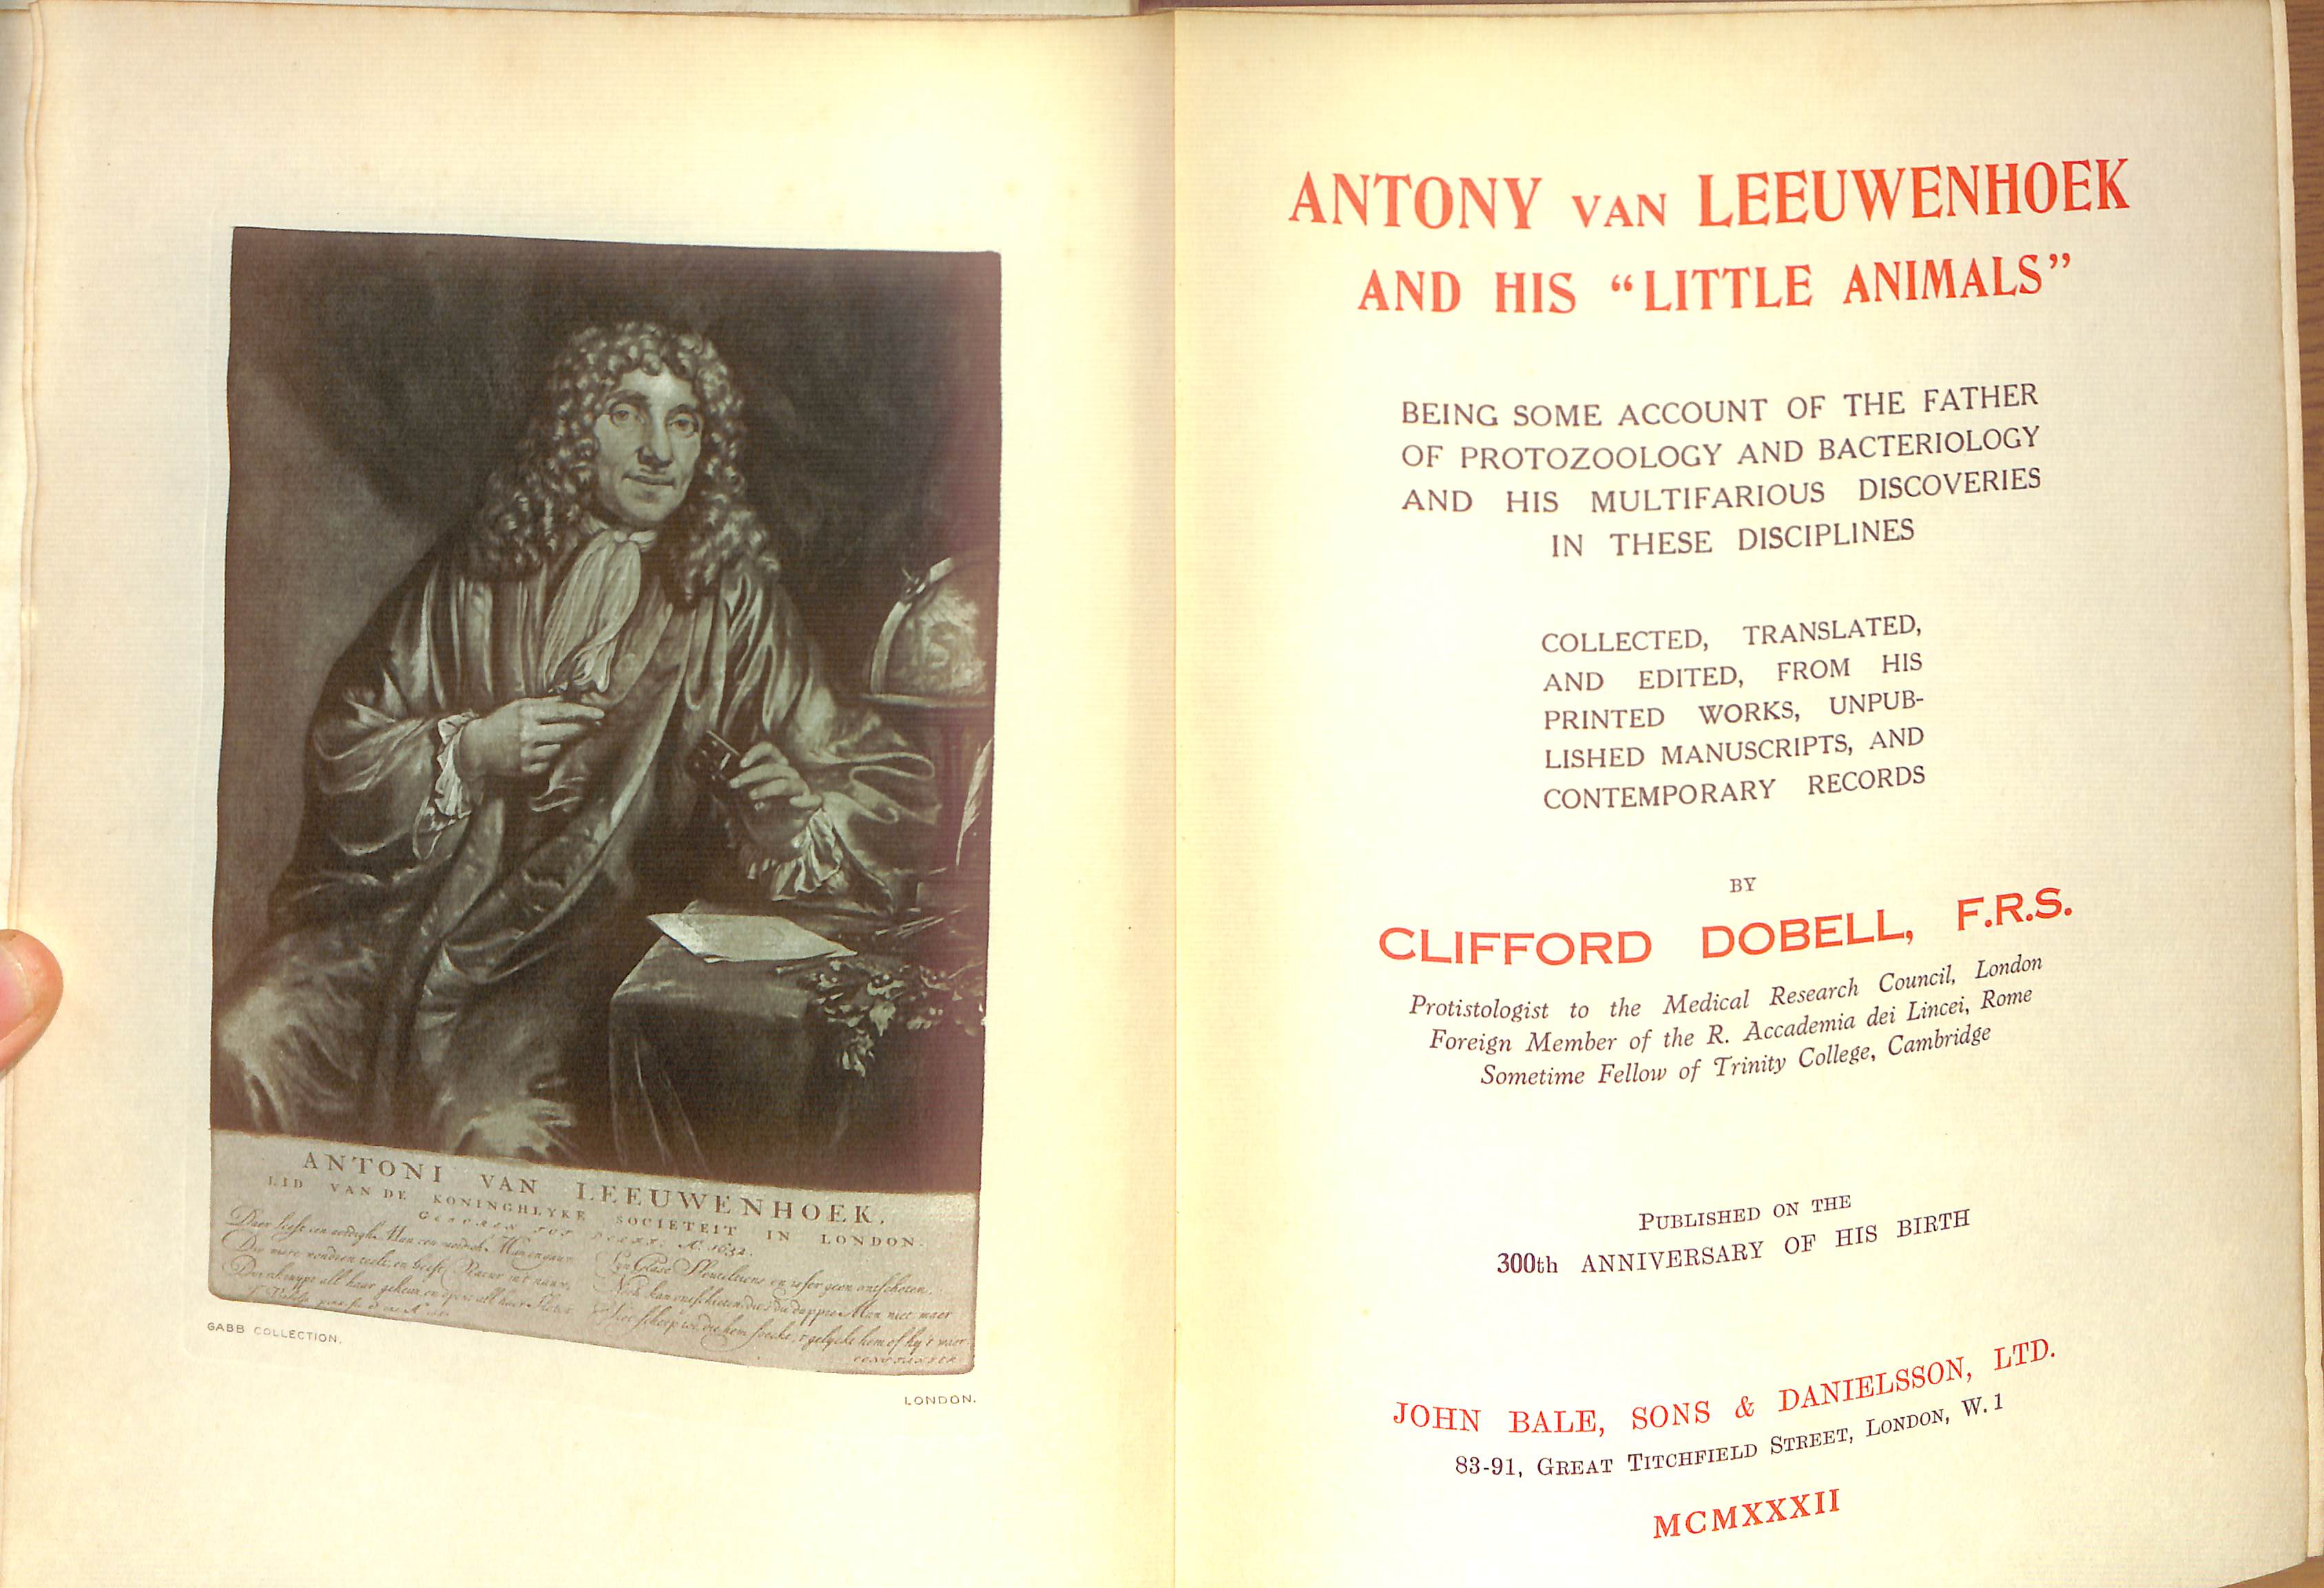 ANTONI VAN LEEUWENHOEK.
LID VAN DE KONINGHLYKE SOCIETEIT IN LONDON.
GEBOREN TOT DELFT. Ao. 1632.
GABB COLLECTION.
LONDON.
ANTONY VAN LEEUWENHOEK
AND HIS “LITTLE ANIMALS”
BEING SOME ACCOUNT OF THE FATHER
OF PROTOZOOLOGY AND BACTERIOLOGY
AND HIS MULTIFARIOUS DISCOVERIES
IN THESE DISCIPLINES
COLLECTED, TRANSLATED,
AND EDITED, FROM HIS
PRINTED WORKS, UNPUB-
LISHED MANUSCRIPTS, AND
CONTEMPORARY RECORDS
BY
CLIFFORD DOBELL, F.R.S.
Protistologist to the Medical Research Council, London
Foreign Member of the R. Accademia dei Lincei, Rome
Sometime Fellow of Trinity College, Cambridge
PUBLISHED ON THE
300th ANNIVERSARY OF HIS BIRTH
JOHN BALE, SONS & DANIELSSON, LTD.
83-91, GREAT TITCHFIELD STREET, LONDON, W. 1
MCMXXXII